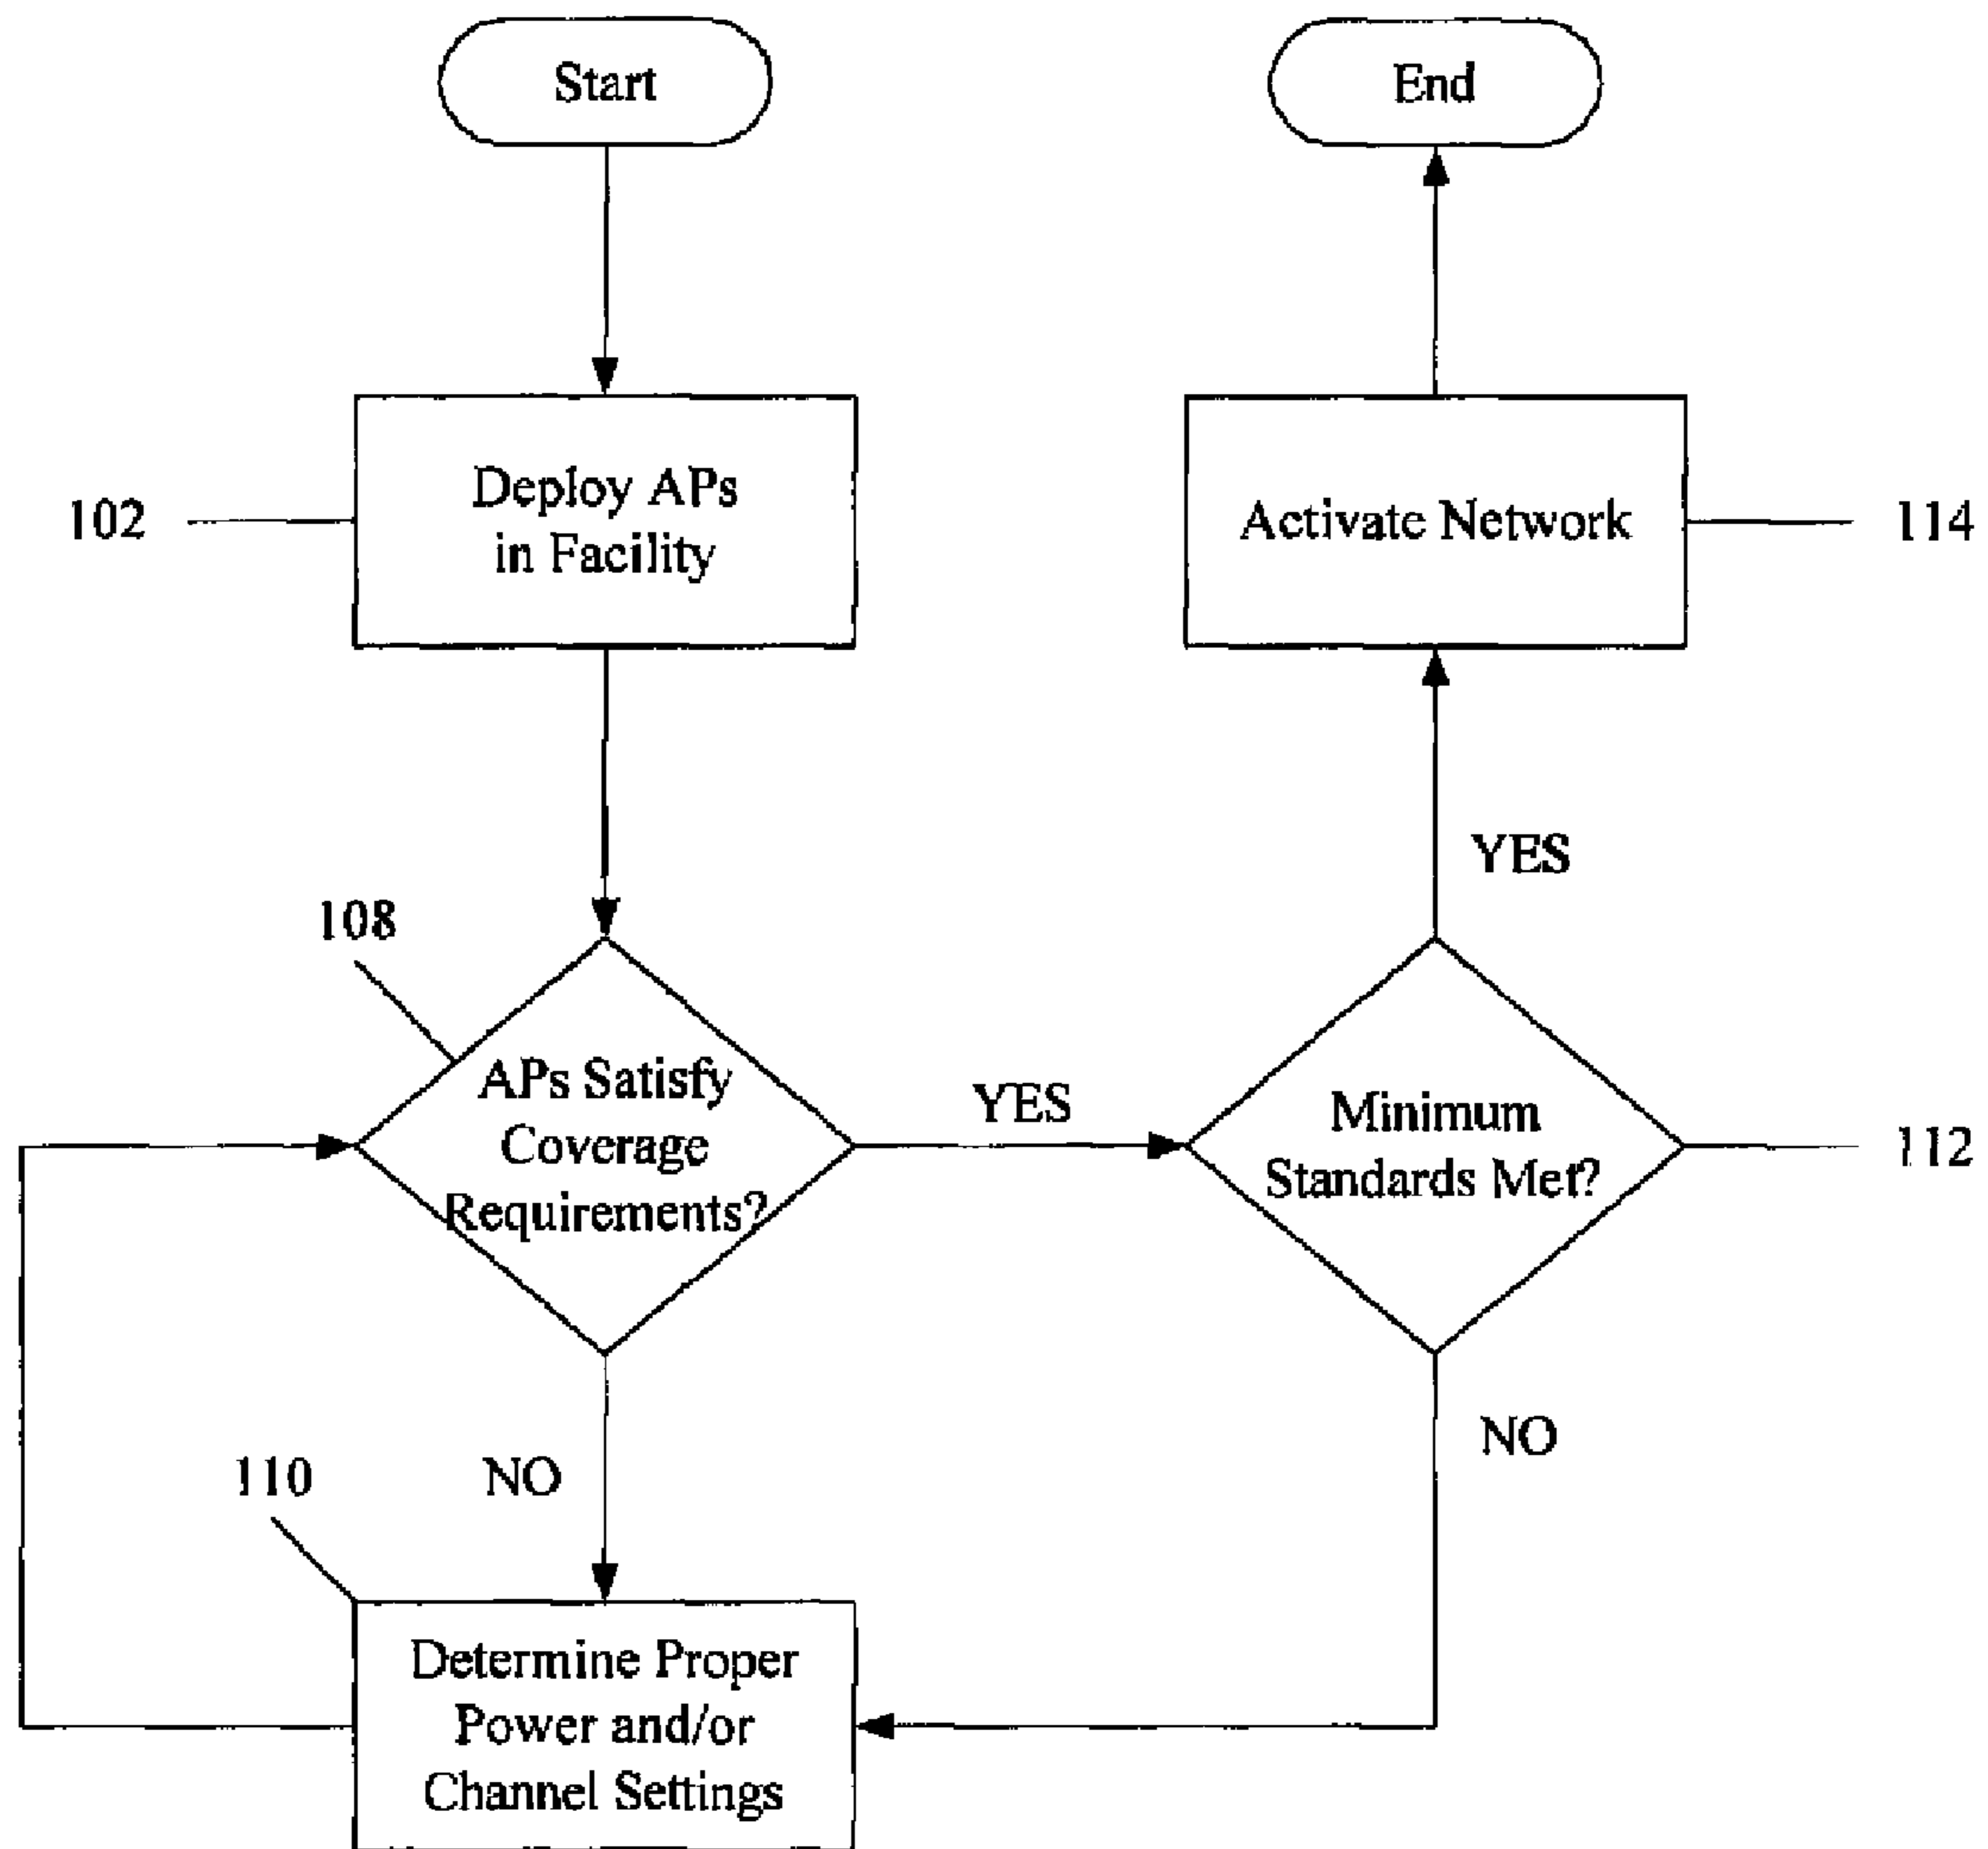 Start
End
Deploy APs
in Facility
102
Activate Network
114
YES
108
APs Satisfy
Coverage
Requirements?
YES
Minimum
Standards Met?
112
NO
110
NO
Determine Proper
Power and/or
Channel Settings